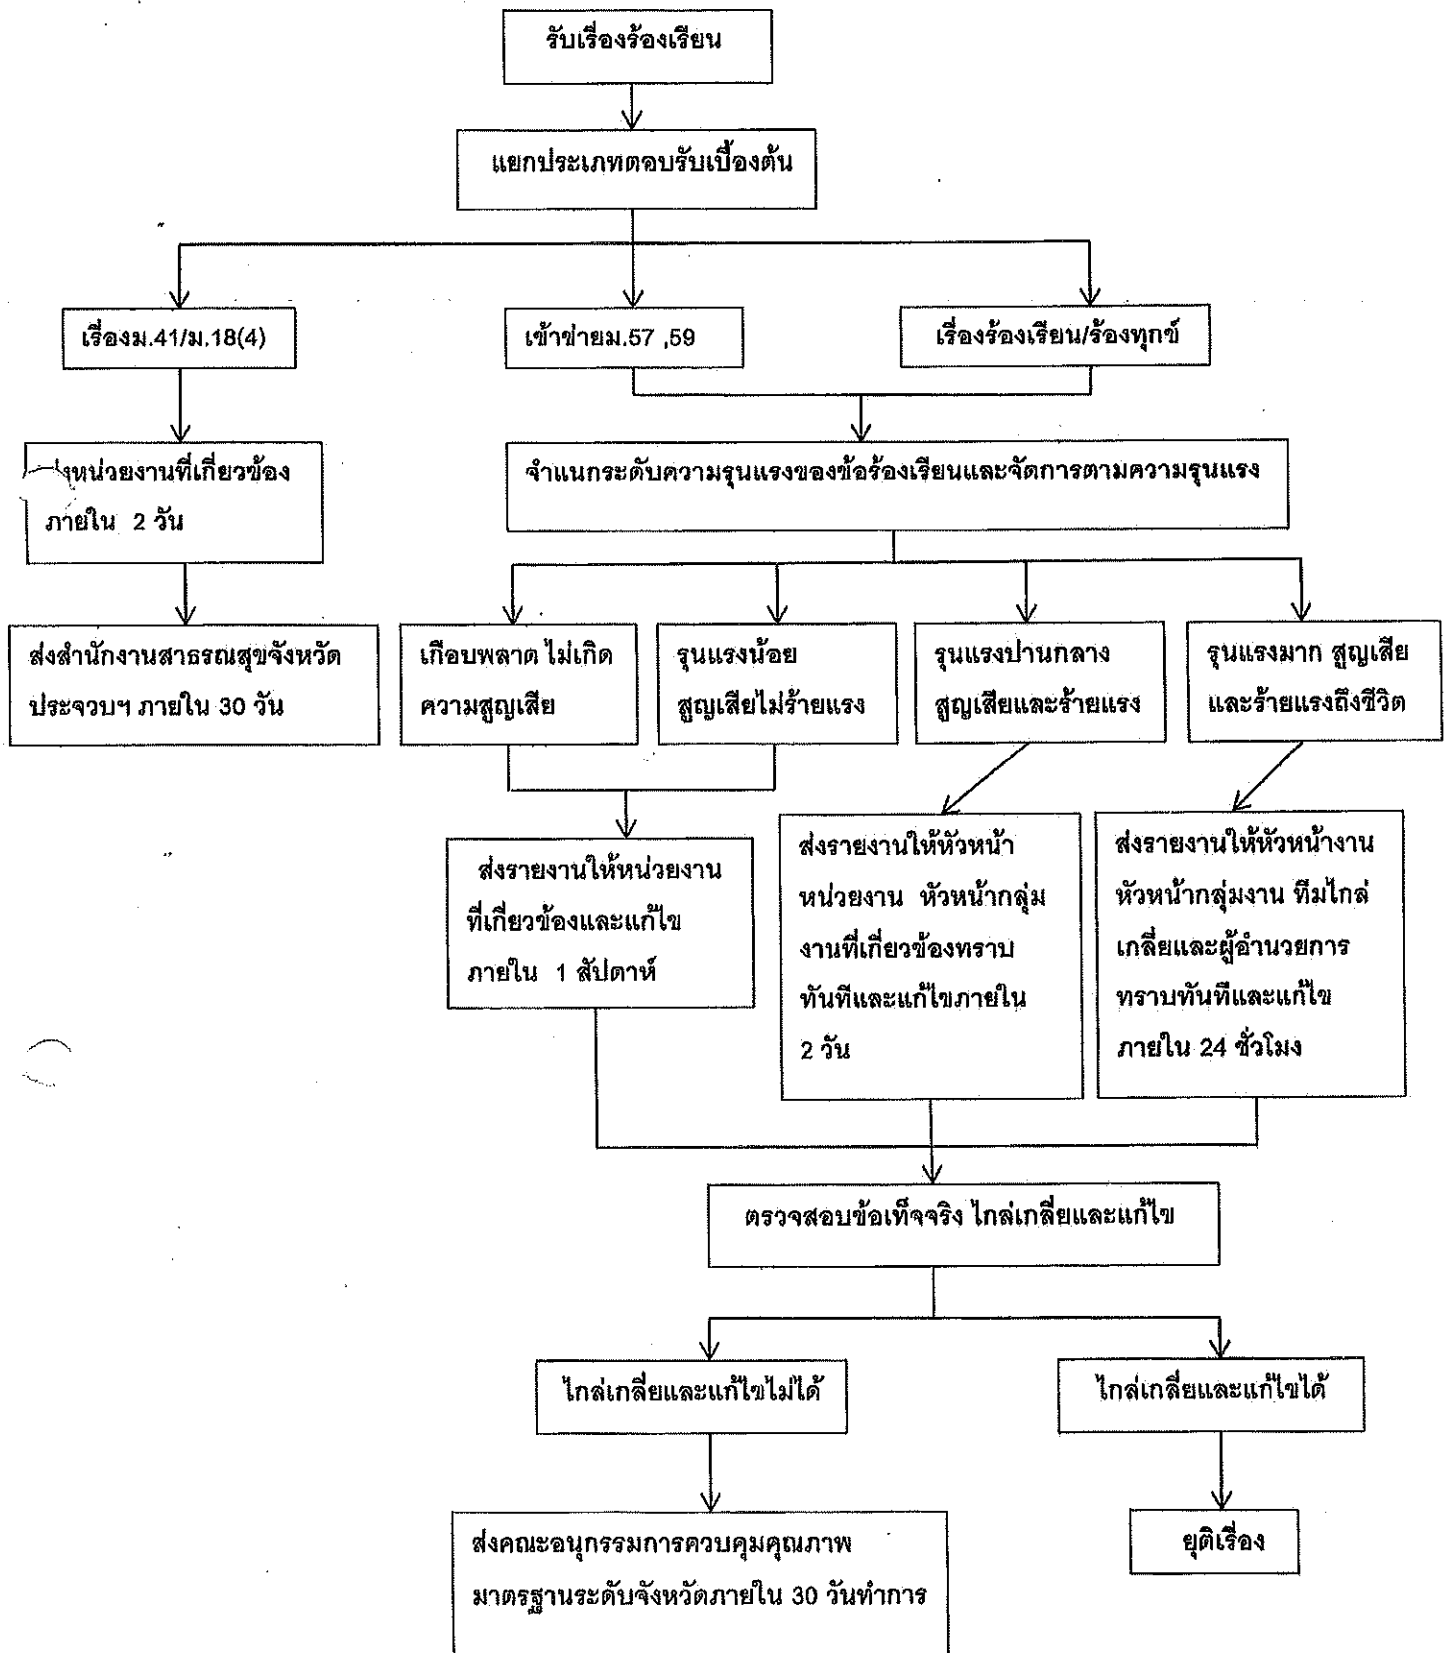 รับเรื่องร้องเรียน
แยกประเภทตอบรับเบื้องต้น
เรื่องม.41/ม.18(4)
เข้าข่ายม.57 ,59
เรื่องร้องเรียน/ร้องทุกข์
หน่วยงานที่เกี่ยวข้อง
ภายใน 2 วัน
จำแนกระดับความรุนแรงของข้อร้องเรียนและจัดการตามความรุนแรง
ส่งสำนักงานสาธรณสุขจังหวัด
ประจวบฯ ภายใน 30 วัน
เกือบพลาด ไม่เกิด
ความสูญเสีย
รุนแรงน้อย
สูญเสียไม่ร้ายแรง
รุนแรงปานกลาง
สูญเสียและร้ายแรง
รุนแรงมาก สูญเสีย
และร้ายแรงถึงชีวิต
ส่งรายงานให้หน่วยงาน
ที่เกี่ยวข้องและแก้ไข
ภายใน 1 สัปดาห์
ส่งรายงานให้หัวหน้า
หน่วยงาน หัวหน้ากลุ่ม
งานที่เกี่ยวข้องทราบ
ทันทีและแก้ไขภายใน
2 วัน
ส่งรายงานให้หัวหน้างาน
หัวหน้ากลุ่มงาน ทีมไกล่
เกลี่ยและผู้อำนวยการ
ทราบทันทีและแก้ไข
ภายใน 24 ชั่วโมง
ตรวจสอบข้อเท็จจริง ไกล่เกลี่ยและแก้ไข
ไกล่เกลี่ยและแก้ไขไม่ได้
ไกล่เกลี่ยและแก้ไขได้
ส่งคณะอนุกรรมการควบคุมคุณภาพ
มาตรฐานระดับจังหวัดภายใน 30 วันทำการ
ยุติเรื่อง